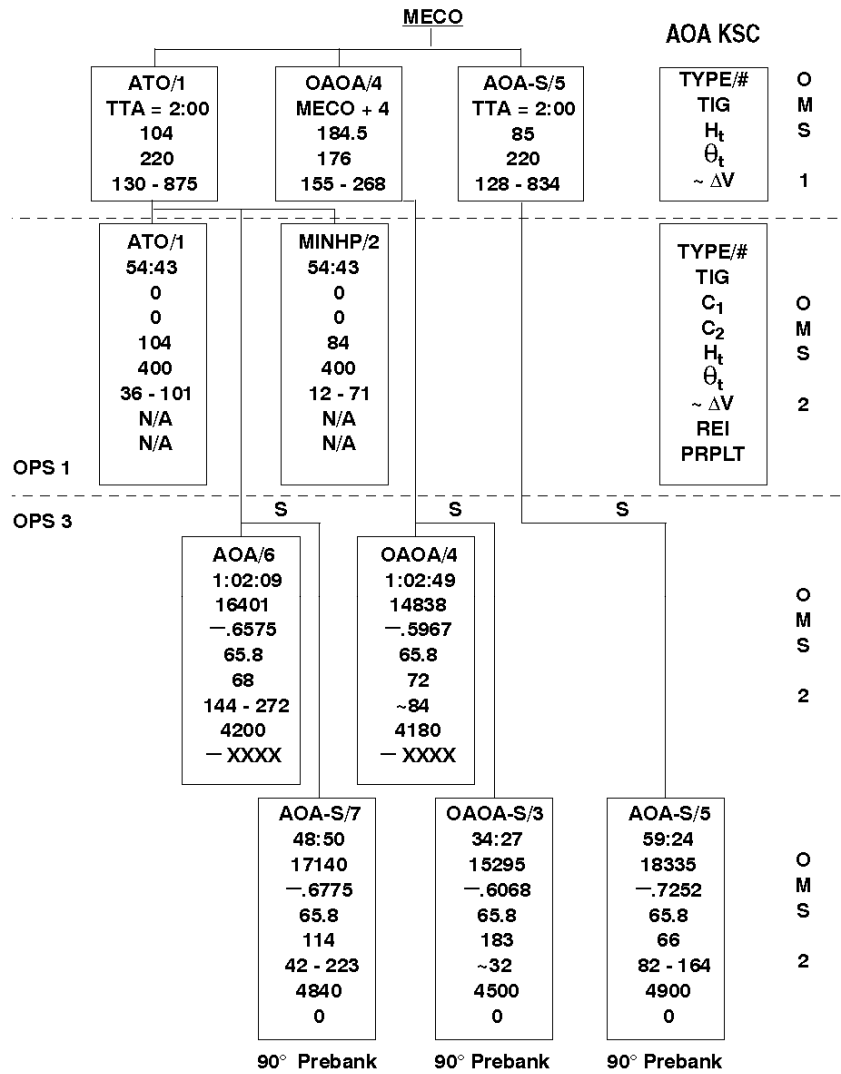 MECO
AOA KSC
ATO/1
TTA = 2:00
104
220
130 - 875
OAOA/4
MECO + 4
184.5
176
155 - 268
AOA-S/5
TTA = 2:00
85
220
128 - 834
TYPE/#
TIG
Ht
θt
~ ΔV
O
M
S
1
ATO/1
54:43
0
0
104
400
36 - 101
N/A
N/A
MINHP/2
54:43
0
0
84
400
12 - 71
N/A
N/A
TYPE/#
TIG
C1
C2
Ht
θt
~ ΔV
REI
PRPLT
O
M
S
2
OPS 1
OPS 3
S
S
S
AOA/6
1:02:09
16401
—.6575
65.8
68
144 - 272
4200
— XXXX
OAOA/4
1:02:49
14838
—.5967
65.8
72
~84
4180
— XXXX
O
M
S
2
AOA-S/7
48:50
17140
—.6775
65.8
114
42 - 223
4840
0
90° Prebank
OAOA-S/3
34:27
15295
—.6068
65.8
183
~32
4500
0
90° Prebank
AOA-S/5
59:24
18335
—.7252
65.8
66
82 - 164
4900
0
90° Prebank
O
M
S
2